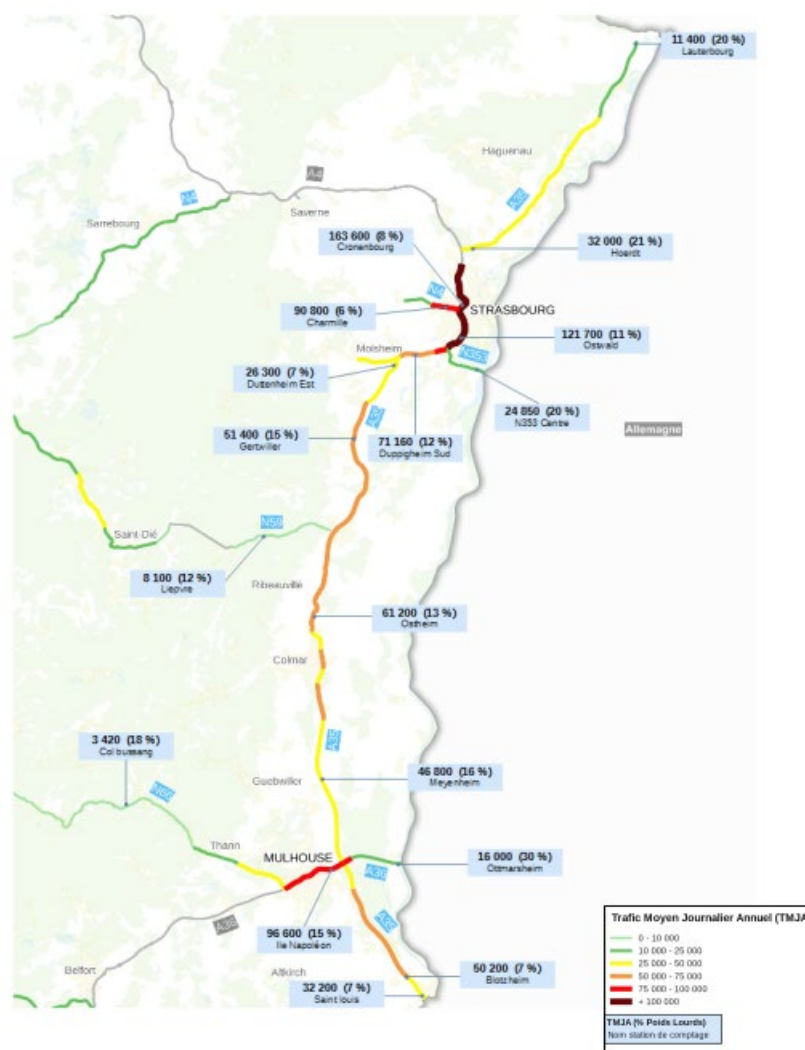 11 400 (20 %)
Lauterbourg
Haguenau
A4
A35
N4
Sarrebourg
Saverne
163 600 (8 %)
Cronenbourg
32 000 (21 %)
Hoerdt
N4
90 800 (6 %)
Charmille
STRASBOURG
121 700 (11 %)
Ostwald
Molsheim
N353
26 300 (7 %)
Duttenheim Est
24 850 (20 %)
N353 Centre
A35
51 400 (15 %)
Gertwiller
71 160 (12 %)
Duppigheim Sud
Allemagne
Saint-Dié
N59
8 100 (12 %)
Liepvre
Ribeauvillé
61 200 (13 %)
Ostheim
Colmar
3 420 (18 %)
Col bussang
A35
46 800 (16 %)
Meyenheim
Guebwiller
N66
Thann
MULHOUSE
16 000 (30 %)
Ottmarsheim
A36
A36
A35
96 600 (15 %)
Ile Napoléon
Belfort
Altkirch
50 200 (7 %)
Blotzheim
32 200 (7 %)
Saint louis
Trafic Moyen Journalier Annuel (TMJA
0 - 10 000
10 000 - 25 000
25 000 - 50 000
50 000 - 75 000
75 000 - 100 000
+ 100 000
TMJA (% Poids Lourds)
Nom station de comptage